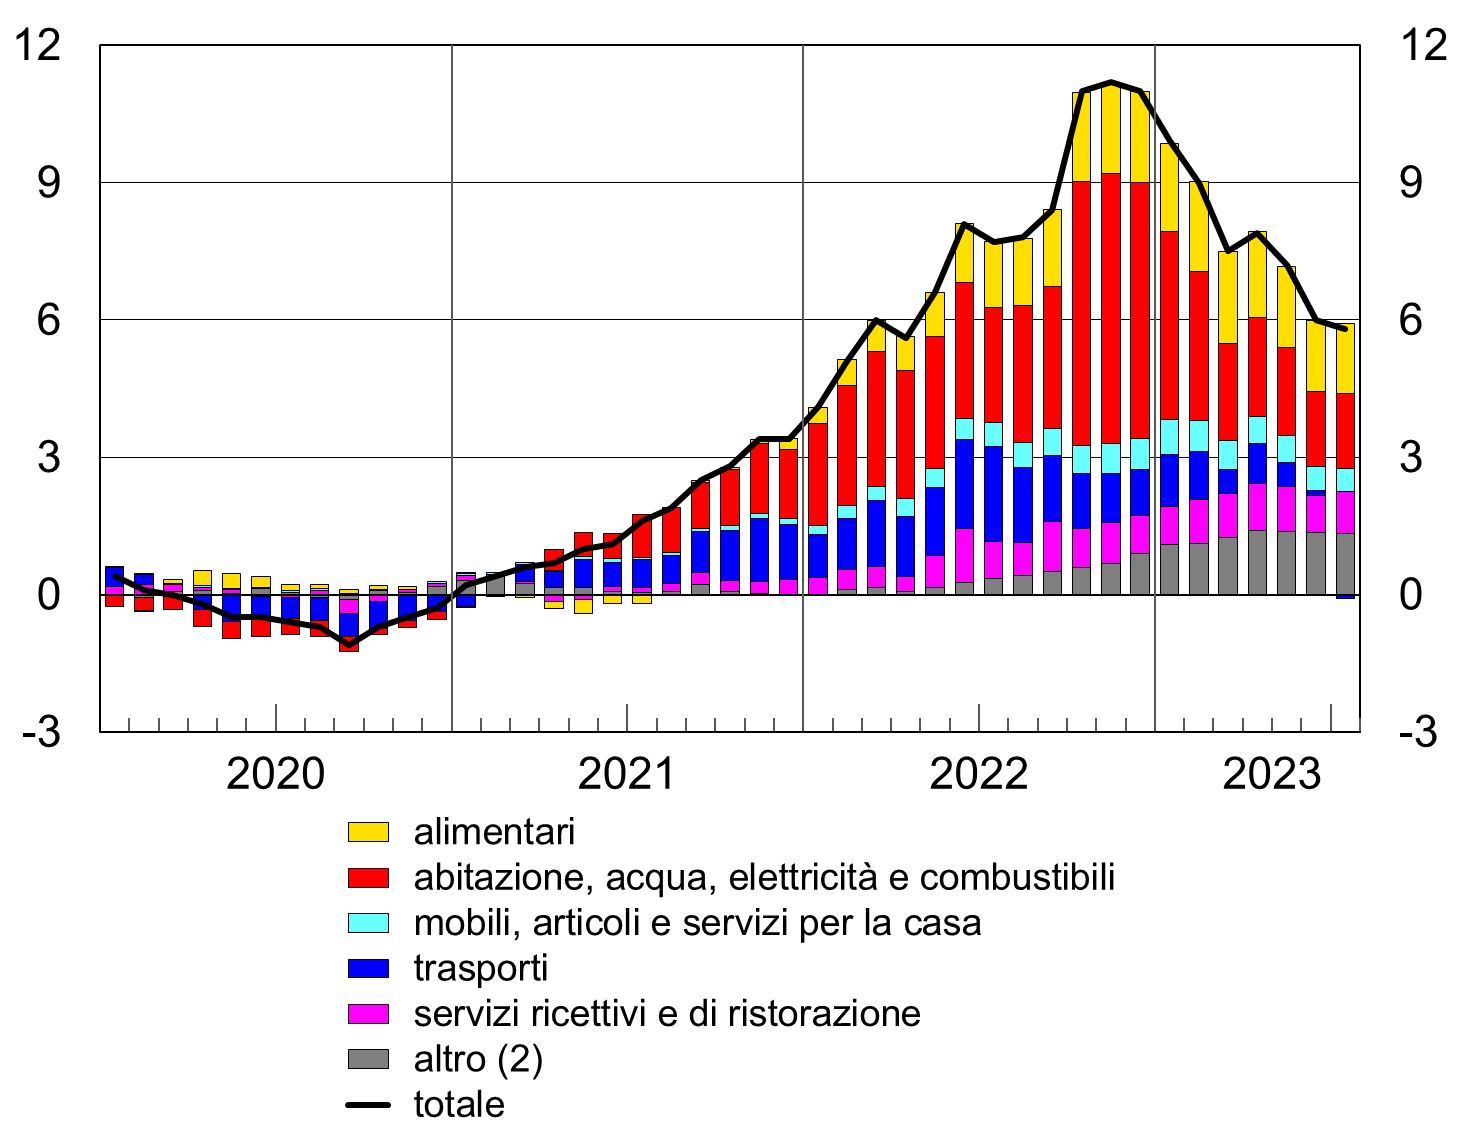 12 12
9 9
6 6
3 3
0 0
-3 -3
2020 2021 2022 2023
alimentari
abitazione, acqua, elettricità e combustibili
mobili, articoli e servizi per la casa
trasporti
servizi ricettivi e di ristorazione
altro (2)
totale